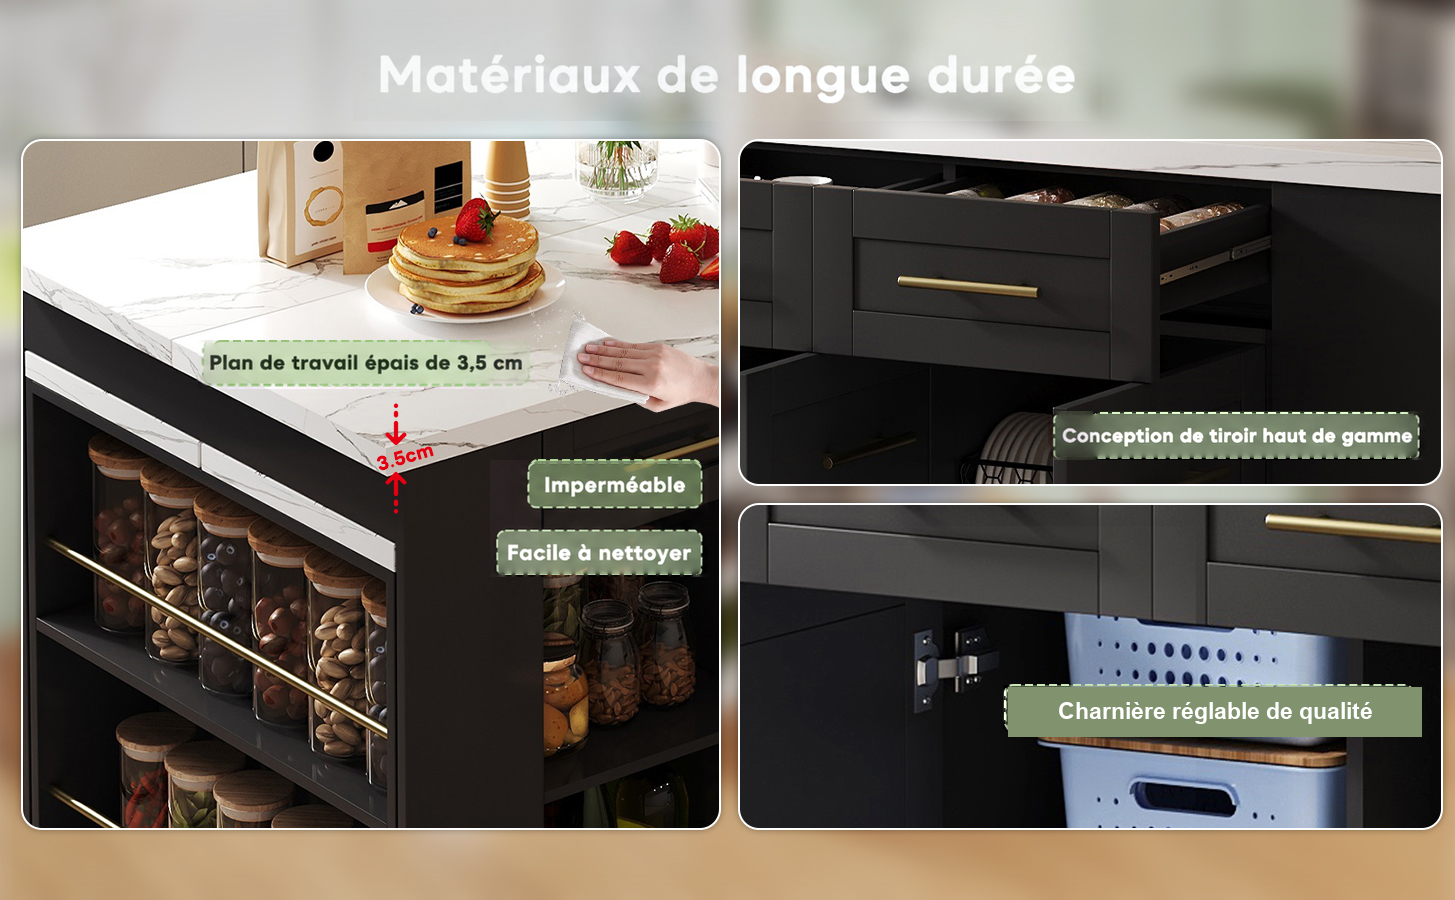 Matériaux de longue durée
Plan de travail épais de 3,5 cm
3.5cm
Imperméable
Facile à nettoyer
Conception de tiroir haut de gamme
Charnière réglable de qualité